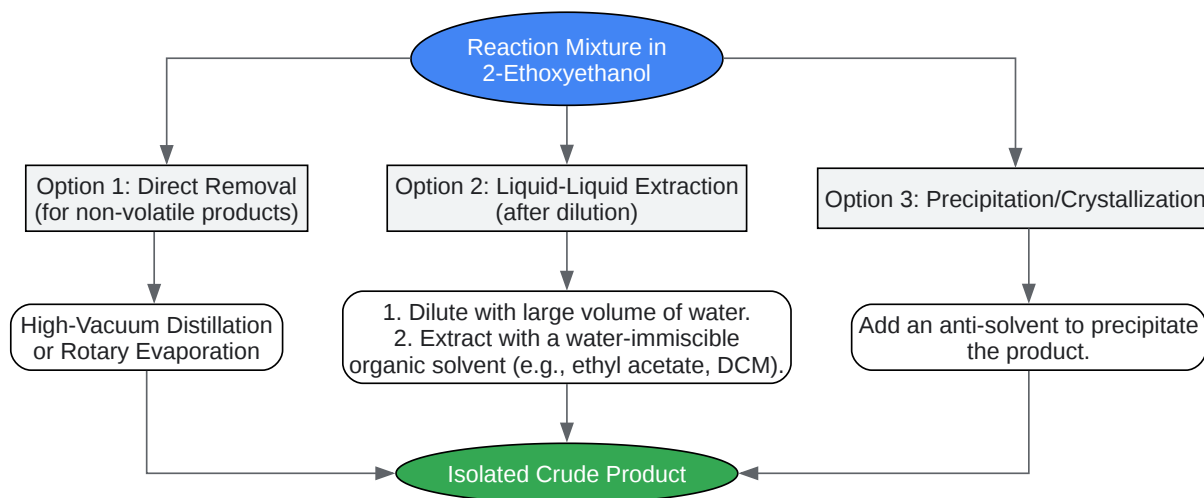 Reaction Mixture in
2-Ethoxyethanol
Option 1: Direct Removal
(for non-volatile products)
Option 2: Liquid-Liquid Extraction
(after dilution)
Option 3: Precipitation/Crystallization
High-Vacuum Distillation
or Rotary Evaporation
1. Dilute with large volume of water.
2. Extract with a water-immiscible
organic solvent (e.g., ethyl acetate, DCM).
Add an anti-solvent to precipitate
the product.
Isolated Crude Product